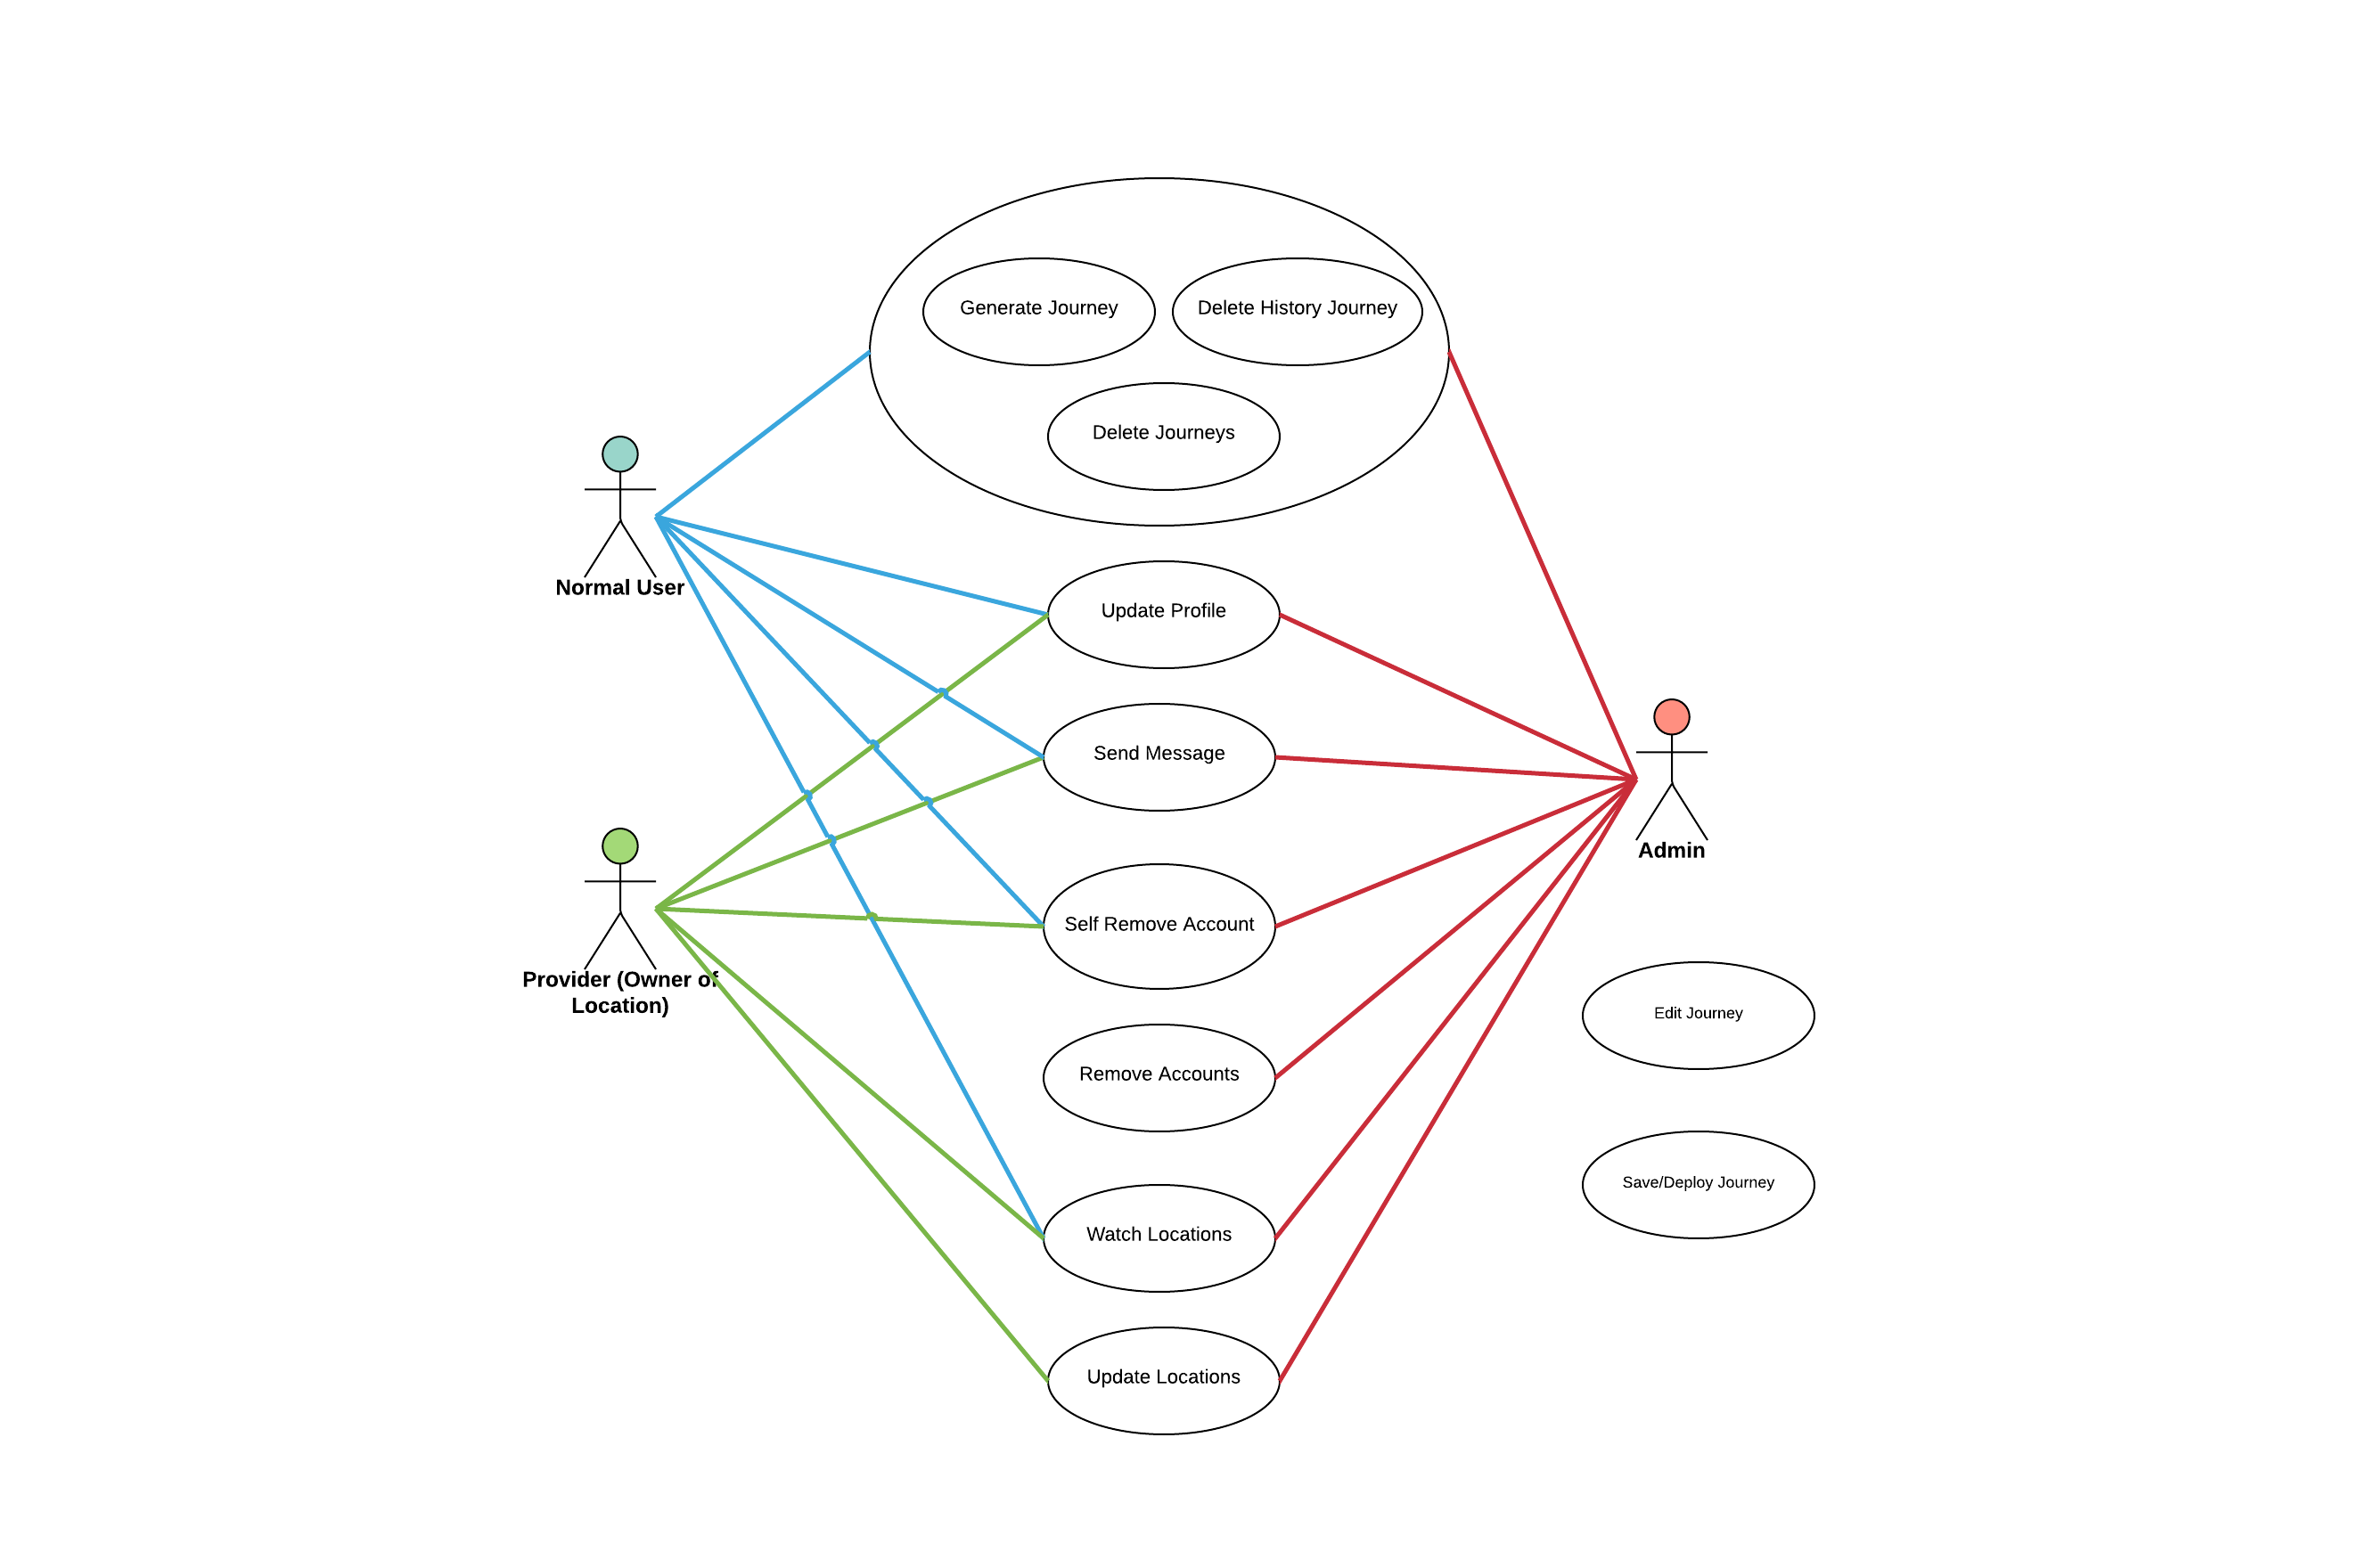 Generate Journey
Delete History Journey
Delete Journeys
Normal User
Update Profile
Send Message
Admin
Self Remove Account
Provider (Owner of
Location)
Edit Journey
Remove Accounts
Save/Deploy Journey
Watch Locations
Update Locations